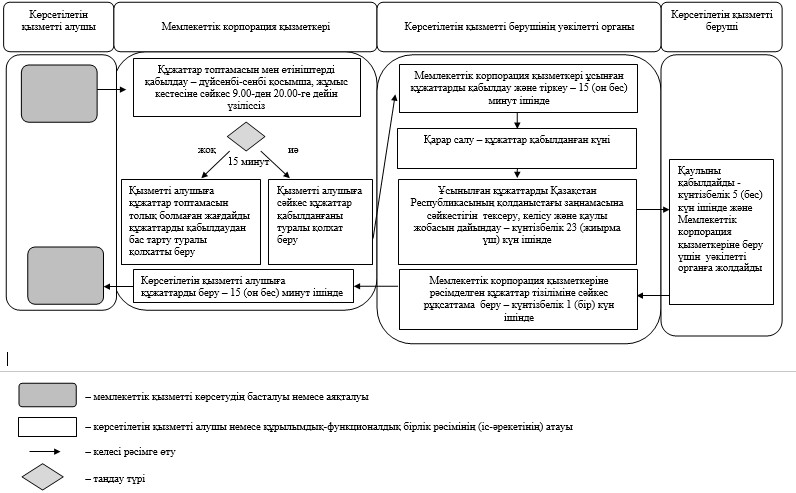 Көрсетілетін
қызметті алушы
Мемлекеттік корпорация қызметкері
Көрсетілетін қызметті берушінің уәкілетті органы
Көрсетілетін қызметті
беруші
Құжаттар топтамасын мен өтініштерді
қабылдау – дүйсенбі-сенбі қосымша, жұмыс
кестесіне сәйкес 9.00-ден 20.00-ге дейін
үзіліссіз
жоқ
иә
15 минут
Қызметті алушыға
құжаттар топтамасын
толық болмаған жағдайды
құжаттарды қабылдаудан
бас тарту туралы
қолхатты беру
Қызметті алушыға
сәйкес құжаттар
қабылданғаны
туралы қолхат
беру
Көрсетілетін қызметті алушыға
құжаттарды беру – 15 (он бес) минут ішінде
Мемлекеттік корпорация қызметкері ұсынған
құжаттарды қабылдау және тіркеу – 15 (он бес)
минут ішінде
Қарар салу – құжаттар қабылданған күні
Ұсынылған құжаттарды Қазақстан
Республикасының қолданыстағы заңнамасына
сәйкестігін тексеру, келісу және қаулы
жобасын дайындау – күнтізбелік 23 (жиырма
үш) күн ішінде
Мемлекеттік корпорация қызметкеріне
рәсімделген құжаттар тізіліміне сәйкес
рұқсаттама беру – күнтізбелік 1 (бір) күн
ішінде
Қаулыны
қабылдайды -
күнтізбелік 5 (бес)
күн ішінде және
Мемлекеттік
корпорация
қызметкеріне беру
үшін уәкілетті
органға жолдайды
– мемлекеттік қызметті көрсетудің басталуы немесе аяқталуы
– көрсетілетін қызметті алушы немесе құрылымдық-функционалдық бірлік рәсімінің (іс-әрекетінің) атауы
– келесі рәсімге өту
– таңдау түрі